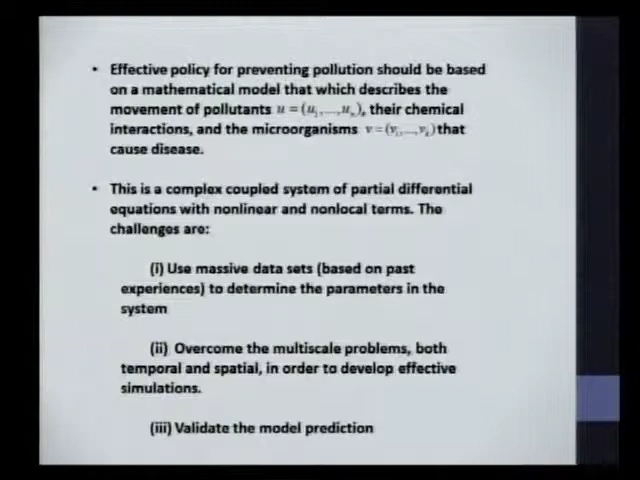 • Effective policy for preventing pollution should be based
on a mathematical model that which describes the
movement of pollutants u = (u₁,...,uₙ), their chemical
interactions, and the microorganisms v = (v₁,...,vₖ) that
cause disease.
• This is a complex coupled system of partial differential
equations with nonlinear and nonlocal terms. The
challenges are:
(i) Use massive data sets (based on past
experiences) to determine the parameters in the
system
(ii) Overcome the multiscale problems, both
temporal and spatial, in order to develop effective
simulations.
(iii) Validate the model prediction